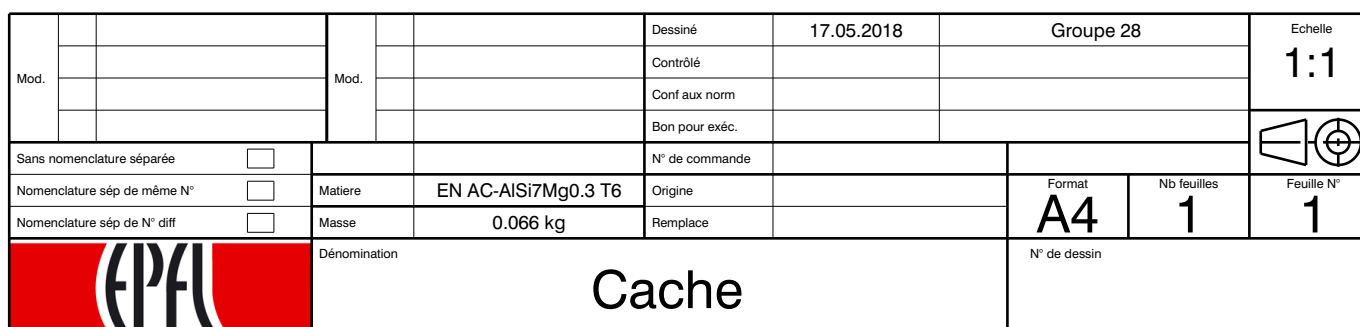 Dessiné 17.05.2018 Groupe 28 Echelle
Mod. Mod. Contrôlé 1:1
Conf aux norm
Bon pour exéc.
Sans nomenclature séparée N° de commande
Nomenclature sép de même N° Matiere EN AC-AlSi7Mg0.3 T6 Origine Format Nb feuilles Feuille N°
Nomenclature sép de N° diff Masse 0.066 kg Remplace A4 1 1
EPFL Dénomination N° de dessin
Cache